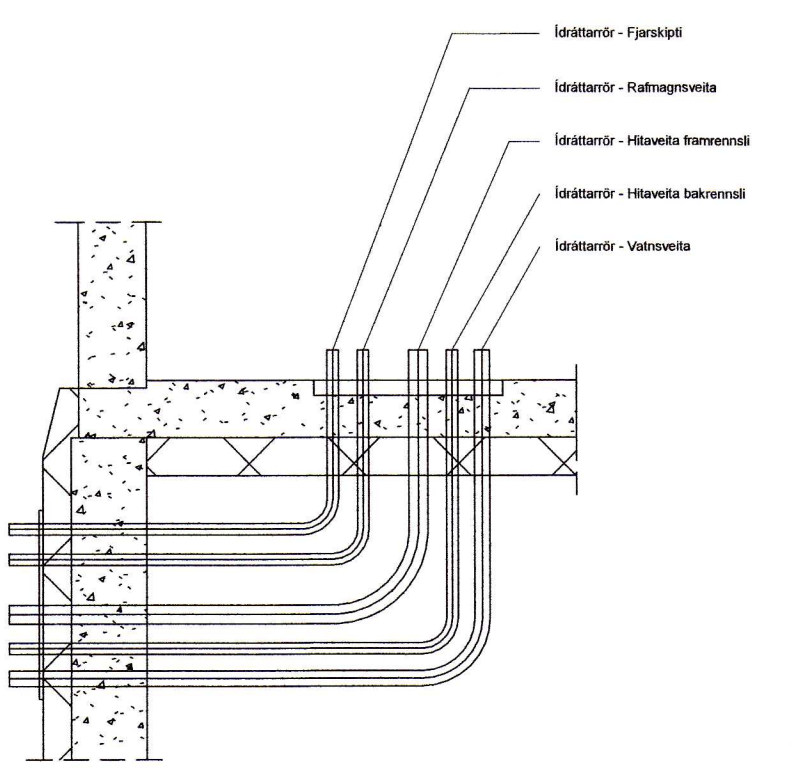 Ídráttarrör - Fjarskipti
Ídráttarrör - Rafmagnsveita
Ídráttarrör - Hitaveita framrennsli
Ídráttarrör - Hitaveita bakrennsli
Ídráttarrör - Vatnsveita